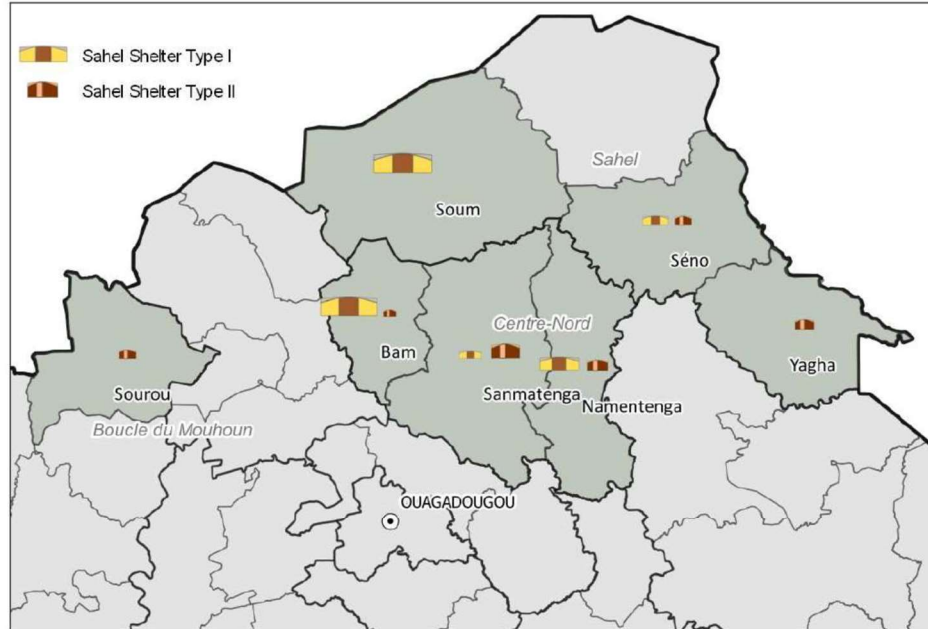 Sahel Shelter Type I
Sahel Shelter Type II
Sahel
Soum
Séno
Centre-Nord
Bam
Yagha
Sourou
Sanmatenga
Namentenga
Boucle du Mouhoun
OUAGADOUGOU